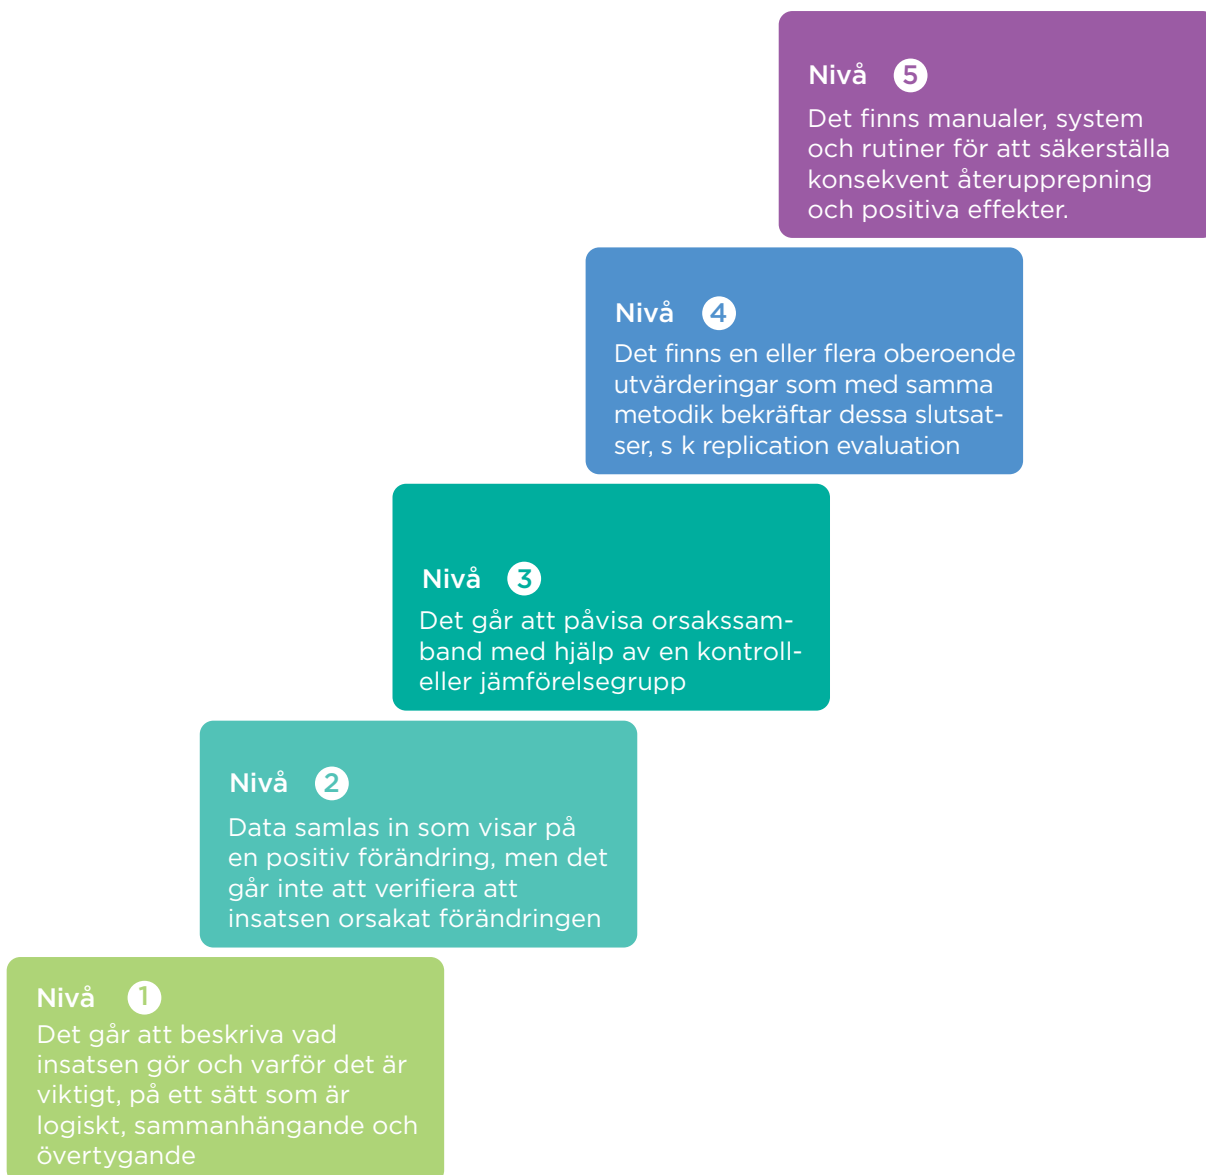 Nivå 5
Det finns manualer, system
och rutiner för att säkerställa
konsekvent återupprepning
och positiva effekter.
Nivå 4
Det finns en eller flera oberoende
utvärderingar som med samma
metodik bekräftar dessa slutsat-
ser, s k replication evaluation
Nivå 3
Det går att påvisa orsakssam-
band med hjälp av en kontroll-
eller jämförelsegrupp
Nivå 2
Data samlas in som visar på
en positiv förändring, men det
går inte att verifiera att
insatsen orsakat förändringen
Nivå 1
Det går att beskriva vad
insatsen gör och varför det är
viktigt, på ett sätt som är
logiskt, sammanhängande och
övertygande